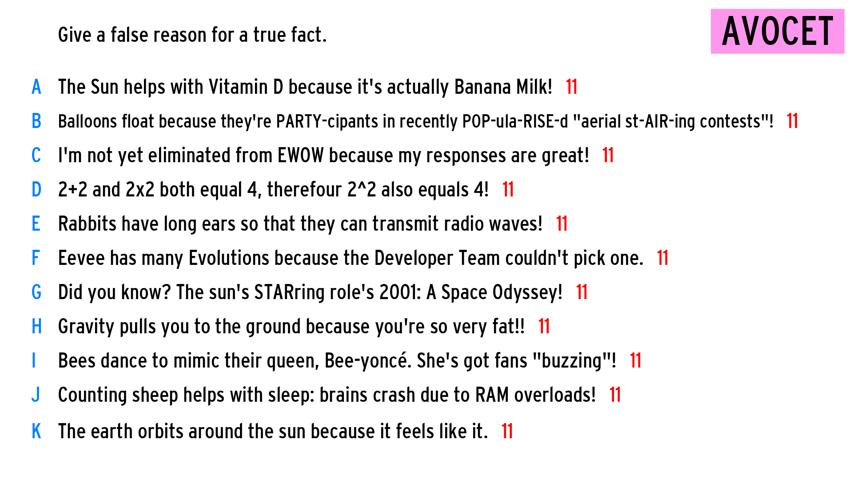 Give a false reason for a true fact.
AVOCET
A The Sun helps with Vitamin D because it's actually Banana Milk! 11
B Balloons float because they're PARTY-cipants in recently POP-ula-RISE-d "aerial st-AIR-ing contests"! 11
C I'm not yet eliminated from EWOW because my responses are great! 11
D 2+2 and 2x2 both equal 4, therefour 2^2 also equals 4! 11
E Rabbits have long ears so that they can transmit radio waves! 11
F Eevee has many Evolutions because the Developer Team couldn't pick one. 11
G Did you know? The sun's STARring role's 2001: A Space Odyssey! 11
H Gravity pulls you to the ground because you're so very fat!! 11
I Bees dance to mimic their queen, Bee-yoncé. She's got fans "buzzing"! 11
J Counting sheep helps with sleep: brains crash due to RAM overloads! 11
K The earth orbits around the sun because it feels like it. 11